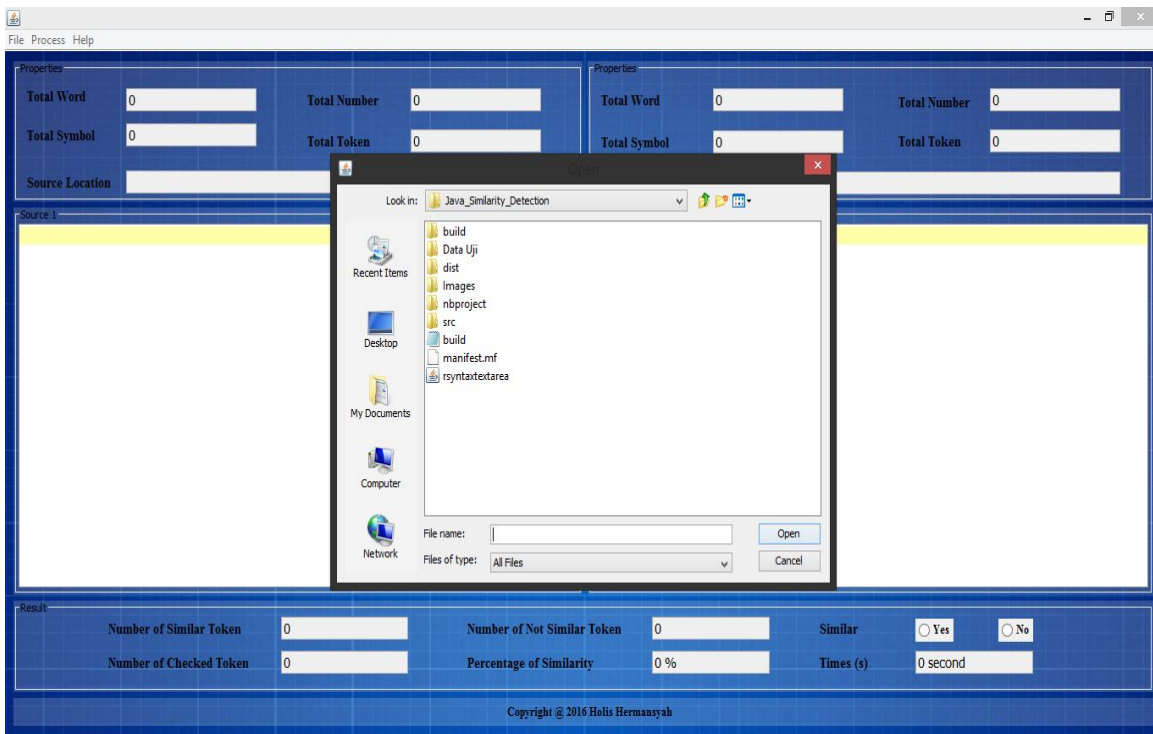 File Process Help
Properties
Total Word 0 Total Number 0
Total Symbol 0 Total Token 0
Source Location
Properties
Total Word 0 Total Number 0
Total Symbol 0 Total Token 0
Source 1
Open
Look in: Java_Similarity_Detection
Recent Items
Desktop
My Documents
Computer
Network
build
Data Uji
dist
Images
nbproject
src
build
manifest.mf
rsyntaxtextarea
File name: Open
Files of type: All Files Cancel
Result
Number of Similar Token 0 Number of Not Similar Token 0 Similar Yes No
Number of Checked Token 0 Percentage of Similarity 0 % Times (s) 0 second
Copyright @ 2016 Holis Hermansyah